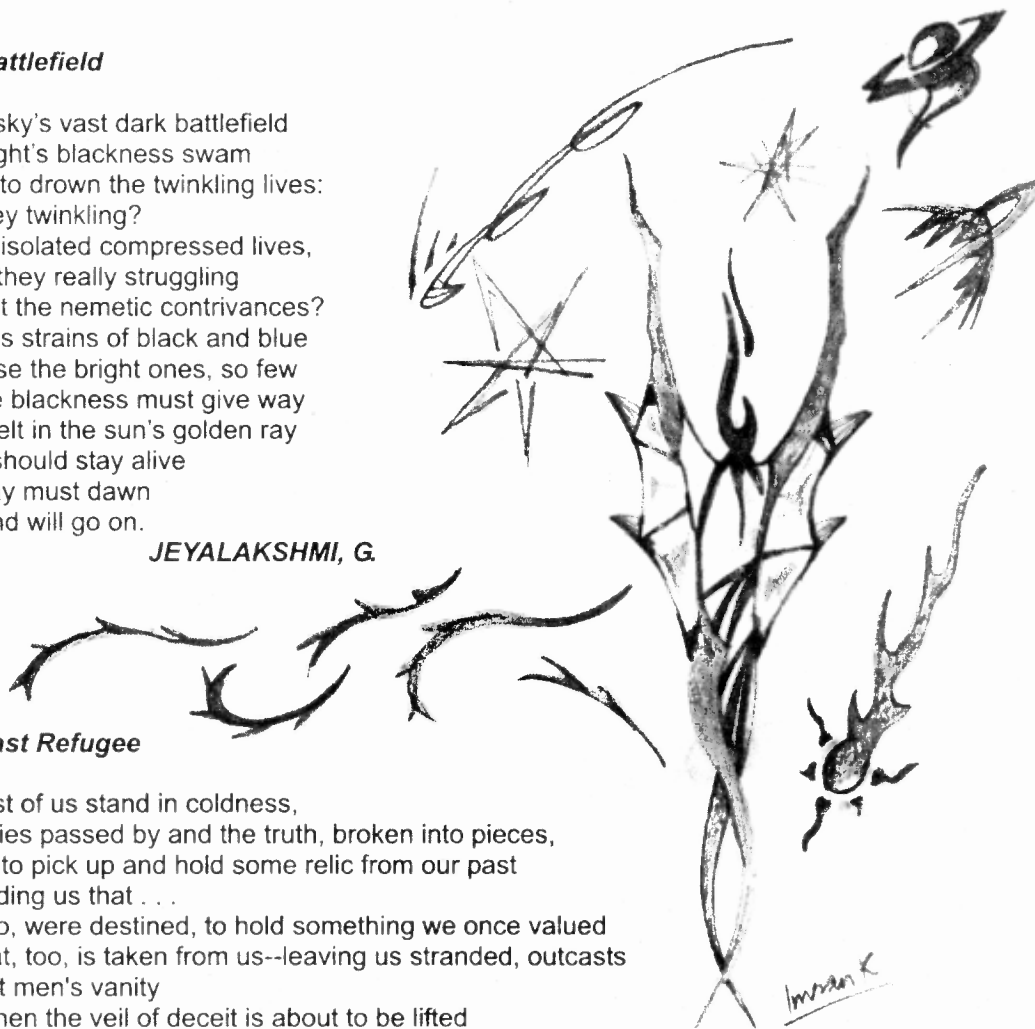 attlefield
sky's vast dark battlefield
ght's blackness swam
to drown the twinkling lives:
ey twinkling?
isolated compressed lives,
they really struggling
t the nemetic contrivances?
s strains of black and blue
se the bright ones, so few
e blackness must give way
elt in the sun's golden ray
should stay alive
y must dawn
nd will go on.
JEYALAKSHMI, G.
ast Refugee
st of us stand in coldness,
ies passed by and the truth, broken into pieces,
to pick up and hold some relic from our past
ding us that . . .
o, were destined, to hold something we once valued
at, too, is taken from us--leaving us stranded, outcasts
t men's vanity
hen the veil of deceit is about to be lifted
Imran K